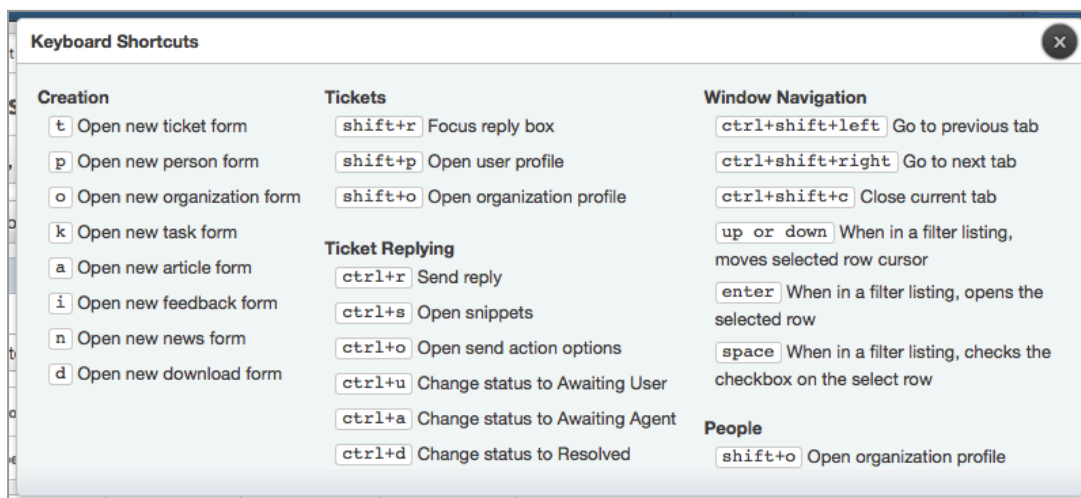 Keyboard Shortcuts
x
Creation
t Open new ticket form
p Open new person form
o Open new organization form
k Open new task form
a Open new article form
i Open new feedback form
n Open new news form
d Open new download form
Tickets
shift+r Focus reply box
shift+p Open user profile
shift+o Open organization profile
Ticket Replying
ctrl+r Send reply
ctrl+s Open snippets
ctrl+o Open send action options
ctrl+u Change status to Awaiting User
ctrl+a Change status to Awaiting Agent
ctrl+d Change status to Resolved
Window Navigation
ctrl+shift+left Go to previous tab
ctrl+shift+right Go to next tab
ctrl+shift+c Close current tab
up or down When in a filter listing,
moves selected row cursor
enter When in a filter listing, opens the
selected row
space When in a filter listing, checks the
checkbox on the select row
People
shift+o Open organization profile